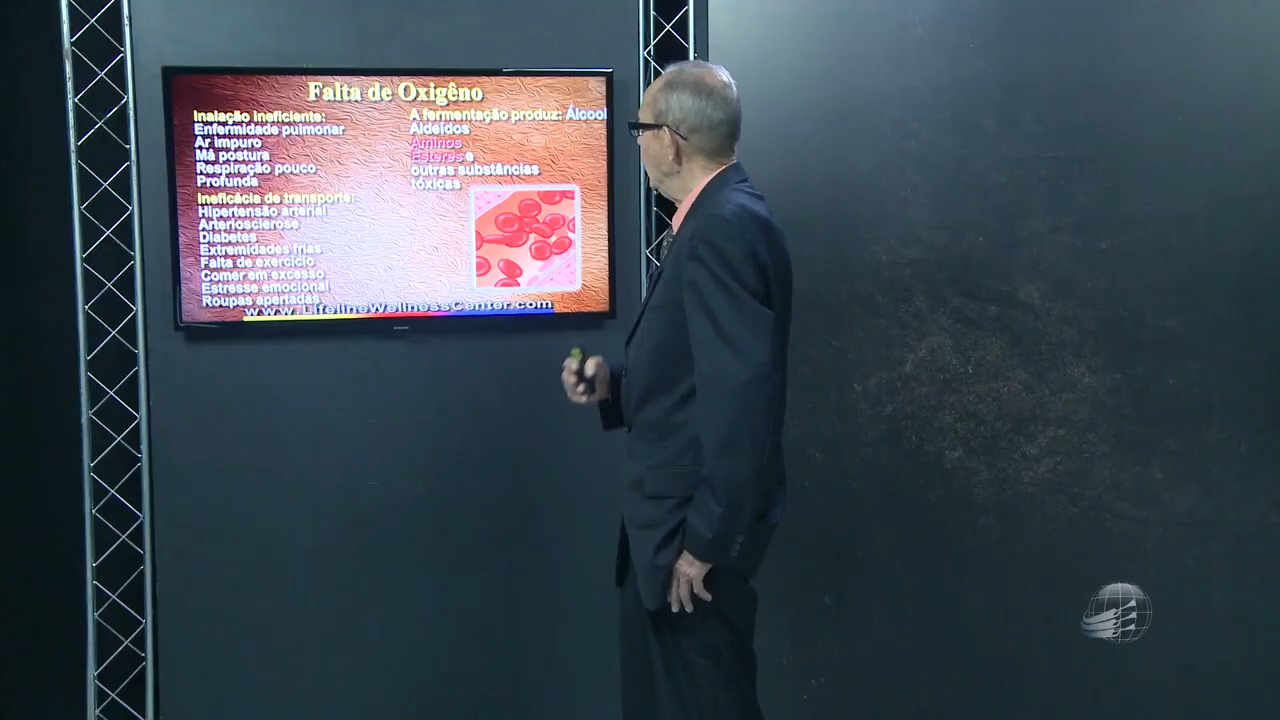 Falta de Oxigêno
Inalação ineficiente:
Enfermidade pulmonar
Ar impuro
Má postura
Respiração pouco
Profunda
Ineficácia de transporte:
Hipertensão arterial
Arteriosclerose
Diabetes
Extremidades frias
Falta de exercício
Comer em excesso
Estresse emocional
Roupas apertadas
A fermentação produz: Álcool
Aldeídos
Aminos
Esteres e
outras substâncias
tóxicas
www.LifelineWellnessCenter.com